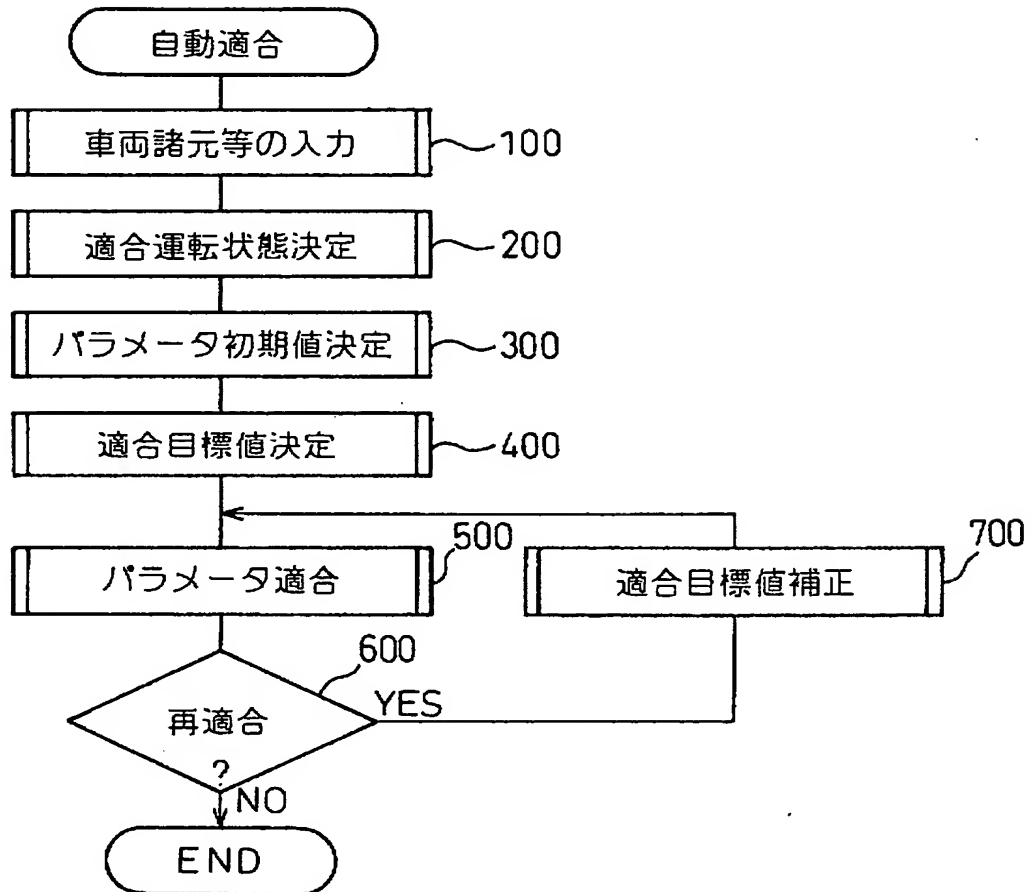 自動適合
車両諸元等の入力
100
適合運転状態決定
200
パラメータ初期値決定
300
適合目標値決定
400
パラメータ適合
500
適合目標値補正
700
再適合
?
600
YES
NO
END